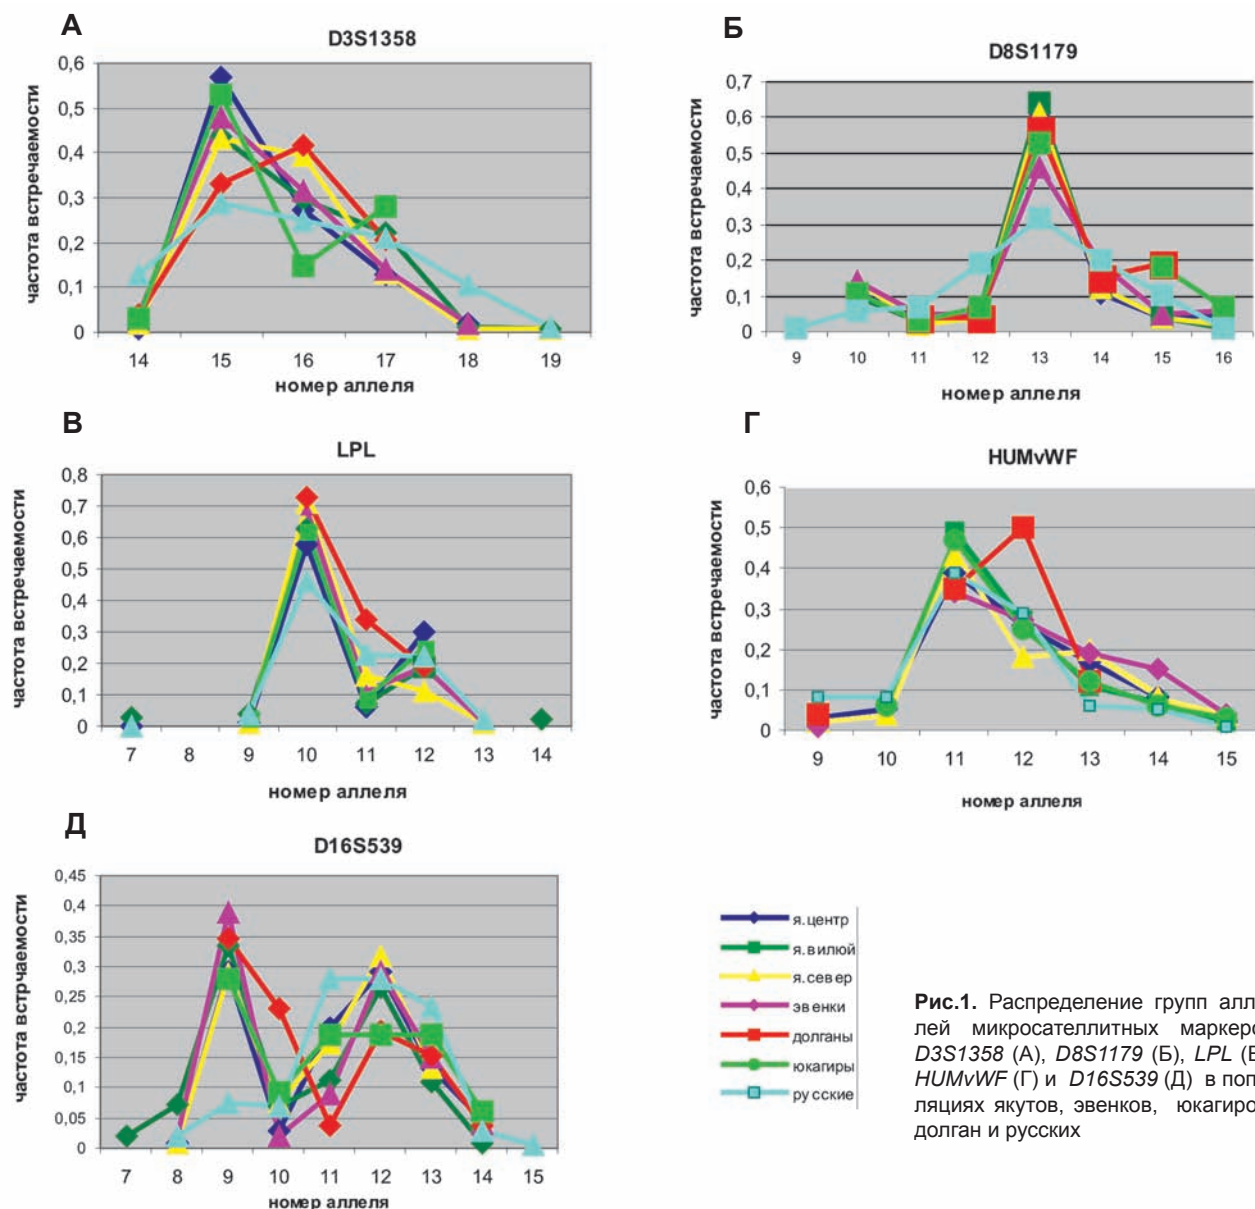 А
D3S1358
частота встречаемости
0,6
0,5
0,4
0,3
0,2
0,1
0
14 15 16 17 18 19
номер аллеля
Б
D8S1179
частота встречаемости
0,7
0,6
0,5
0,4
0,3
0,2
0,1
0
9 10 11 12 13 14 15 16
номер аллеля
В
LPL
частота встречаемости
0,8
0,7
0,6
0,5
0,4
0,3
0,2
0,1
0
7 8 9 10 11 12 13 14
номер аллеля
Г
HUMvWF
частота встречаемости
0,6
0,5
0,4
0,3
0,2
0,1
0
9 10 11 12 13 14 15
номер аллеля
Д
D16S539
частота встрчаемости
0,45
0,4
0,35
0,3
0,25
0,2
0,15
0,1
0,05
0
7 8 9 10 11 12 13 14 15
номер аллеля
я.центр
я.вилюй
я.север
эвенки
долганы
юкагиры
русские
Рис.1. Распределение групп алл
лей микросателлитных маркеро
D3S1358 (А), D8S1179 (Б), LPL (
HUMvWF (Г) и D16S539 (Д) в поп
ляциях якутов, эвенков, юкагиро
долган и русских